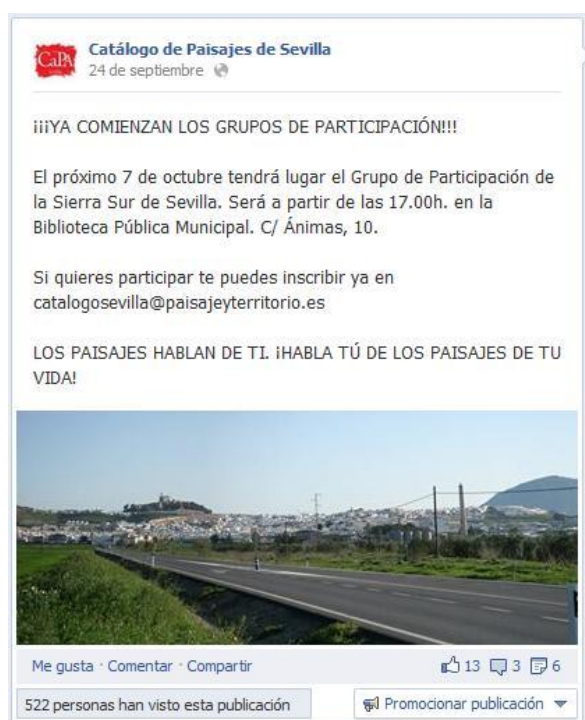 CaPA
Catálogo de Paisajes de Sevilla
24 de septiembre
¡¡¡YA COMIENZAN LOS GRUPOS DE PARTICIPACIÓN!!!
El próximo 7 de octubre tendrá lugar el Grupo de Participación de
la Sierra Sur de Sevilla. Será a partir de las 17.00h. en la
Biblioteca Pública Municipal. C/ Ánimas, 10.
Si quieres participar te puedes inscribir ya en
catalogosevilla@paisajeyterritorio.es
LOS PAISAJES HABLAN DE TI. ¡HABLA TÚ DE LOS PAISAJES DE TU
VIDA!
Me gusta · Comentar · Compartir 13 3 6
522 personas han visto esta publicación Promocionar publicación